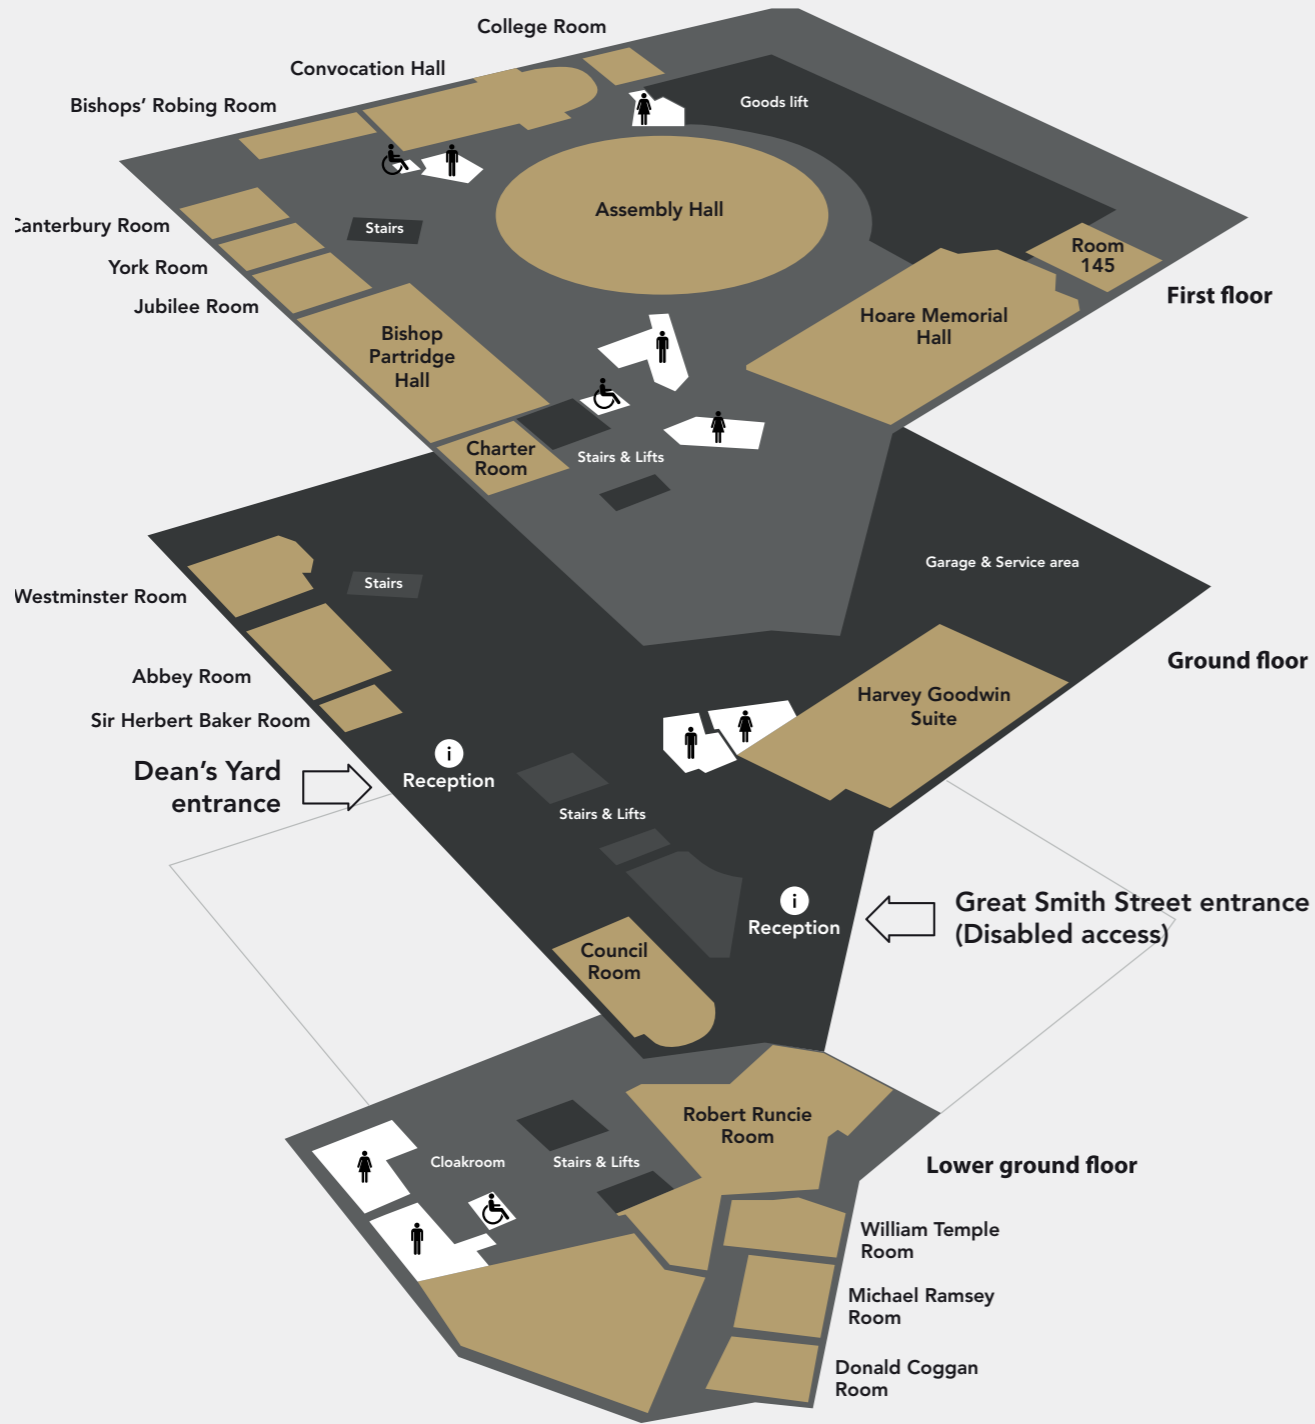 College Room
Convocation Hall
Bishops' Robing Room
Goods lift
Canterbury Room
Stairs
Assembly Hall
York Room
Room
145
Jubilee Room
First floor
Hoare Memorial
Hall
Bishop
Partridge
Hall
Charter
Room
Stairs & Lifts
Garage & Service area
Westminster Room
Stairs
Ground floor
Abbey Room
Harvey Goodwin
Suite
Sir Herbert Baker Room
i
Reception
Dean's Yard
entrance
Stairs & Lifts
i
Reception
Great Smith Street entrance
(Disabled access)
Council
Room
Robert Runcie
Room
Cloakroom
Stairs & Lifts
Lower ground floor
William Temple
Room
Michael Ramsey
Room
Donald Coggan
Room